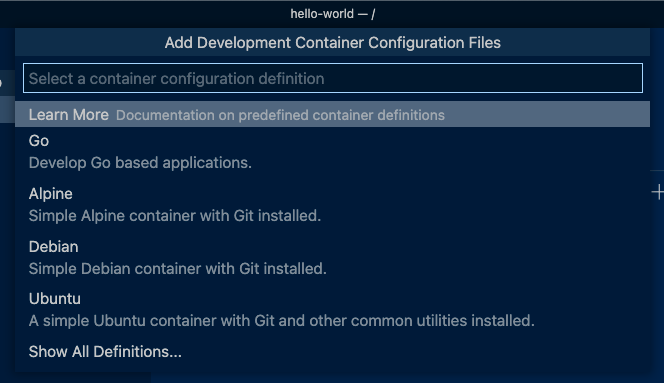 hello-world — /
Add Development Container Configuration Files
Select a container configuration definition
Learn More Documentation on predefined container definitions
Go
Develop Go based applications.
Alpine
Simple Alpine container with Git installed.
Debian
Simple Debian container with Git installed.
Ubuntu
A simple Ubuntu container with Git and other common utilities installed.
Show All Definitions...